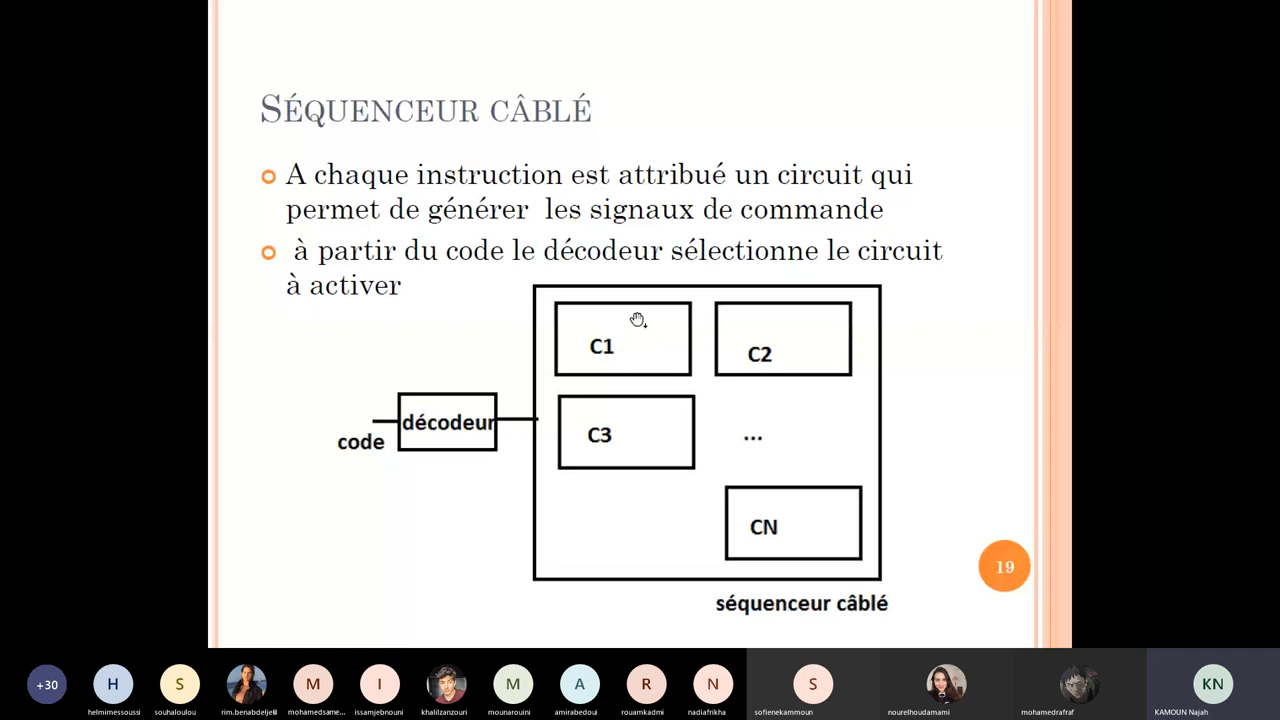 SÉQUENCEUR CÂBLÉ
A chaque instruction est attribué un circuit qui
permet de générer les signaux de commande
à partir du code le décodeur sélectionne le circuit
à activer
C1
C2
décodeur
code
C3
...
CN
19
séquenceur câblé
+30
H
S
M
I
M
A
R
N
S
KN
helmimessoussi
souhaloulou
rim.benabdeljelil
mohamedsame...
issamjebnouni
khalilzanzouri
mounarouini
amirabedoui
rouamkadmi
nadiafrikha
sofienekammoun
nourelhoudamami
mohamedrafraf
KAMOUN Najah